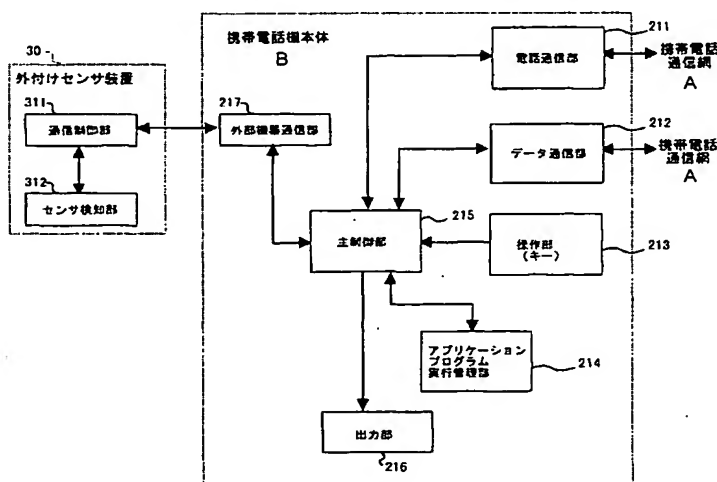 30
外付けセンサ装置
311
通信制御部
312
センサ検知部
携帯電話機本体
B
217
外部機器通信部
211
電話通信部
携帯電話
通信網
A
212
データ通信部
携帯電話
通信網
A
215
主制御部
操作部
(キー)
213
アプリケーション
プログラム
実行管理部
214
出力部
216